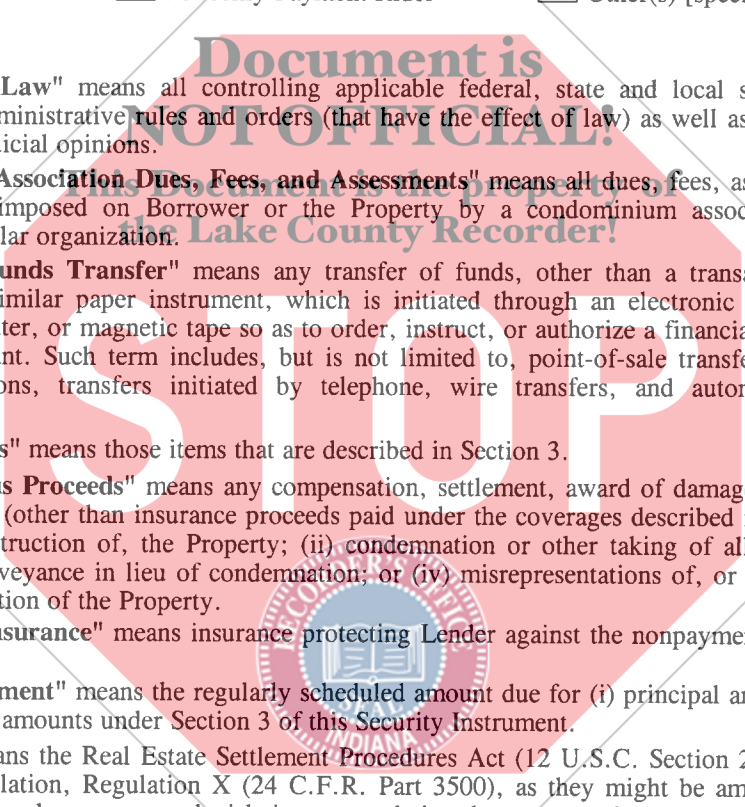 Document is
Law" means all controlling applicable federal, state and local s
ministrative rules and orders (that have the effect of law) as well as
NOT OFFICIAL!
icial opinions.
Association Dues, Fees, and Assessments" means all dues, fees, as
This Document is the property of
imposed on Borrower or the Property by a condominium assoc
the Lake County Recorder!
lar organization.
unds Transfer" means any transfer of funds, other than a transa
similar paper instrument, which is initiated through an electronic
ter, or magnetic tape so as to order, instruct, or authorize a financia
nt. Such term includes, but is not limited to, point-of-sale transfe
ons, transfers initiated by telephone, wire transfers, and autom
STOP
s" means those items that are described in Section 3.
s Proceeds" means any compensation, settlement, award of damag
(other than insurance proceeds paid under the coverages described
truction of, the Property; (ii) condemnation or other taking of all
veyance in lieu of condemnation; or (iv) misrepresentations of, or
tion of the Property.
nsurance" means insurance protecting Lender against the nonpayme
RECORDER'S OFFICE
SEAL
INDIANA
ment" means the regularly scheduled amount due for (i) principal an
amounts under Section 3 of this Security Instrument.
ans the Real Estate Settlement Procedures Act (12 U.S.C. Section 2
lation, Regulation X (24 C.F.R. Part 3500), as they might be am